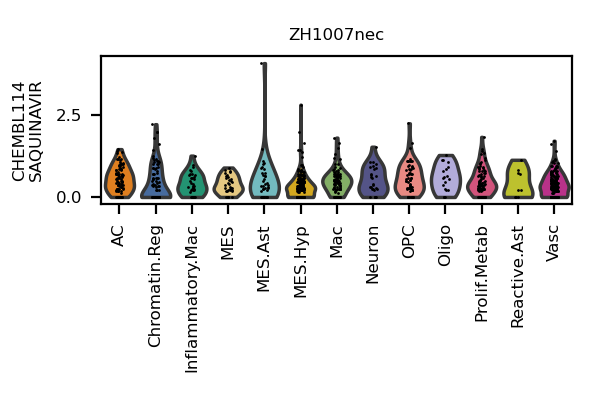 ZH1007nec
CHEMBL114
SAQUINAVIR
2.5
0.0
AC
Chromatin.Reg
Inflammatory.Mac
MES
MES.Ast
MES.Hyp
Mac
Neuron
OPC
Oligo
Prolif.Metab
Reactive.Ast
Vasc